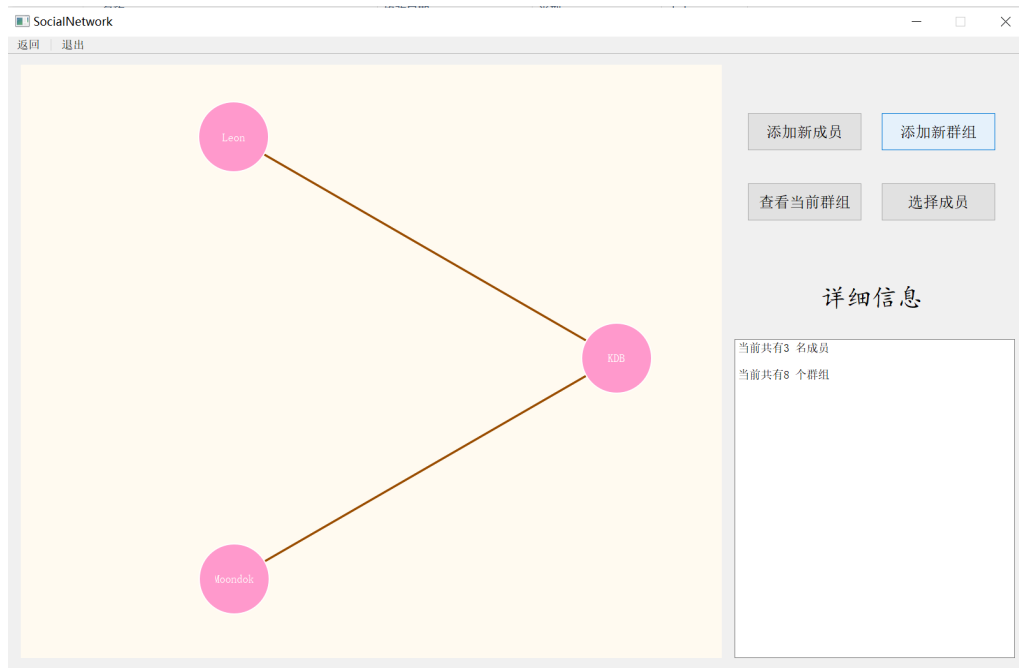 SocialNetwork
返回 退出
Leon
KDB
Moondok
添加新成员 添加新群组
查看当前群组 选择成员
详细信息
当前共有3 名成员
当前共有8 个群组